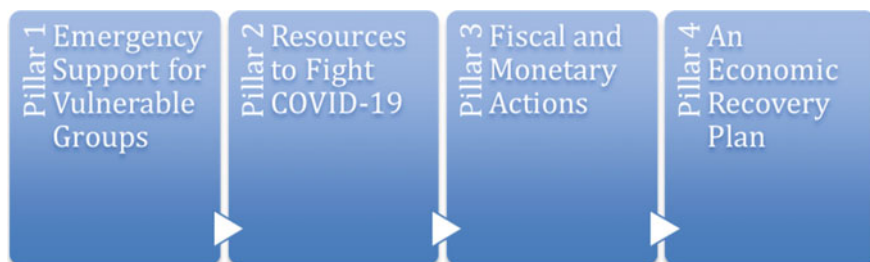 Pillar 1
Emergency
Support for
Vulnerable
Groups
Pillar 2
Resources
to Fight
COVID-19
Pillar 3
Fiscal and
Monetary
Actions
Pillar 4
An
Economic
Recovery
Plan